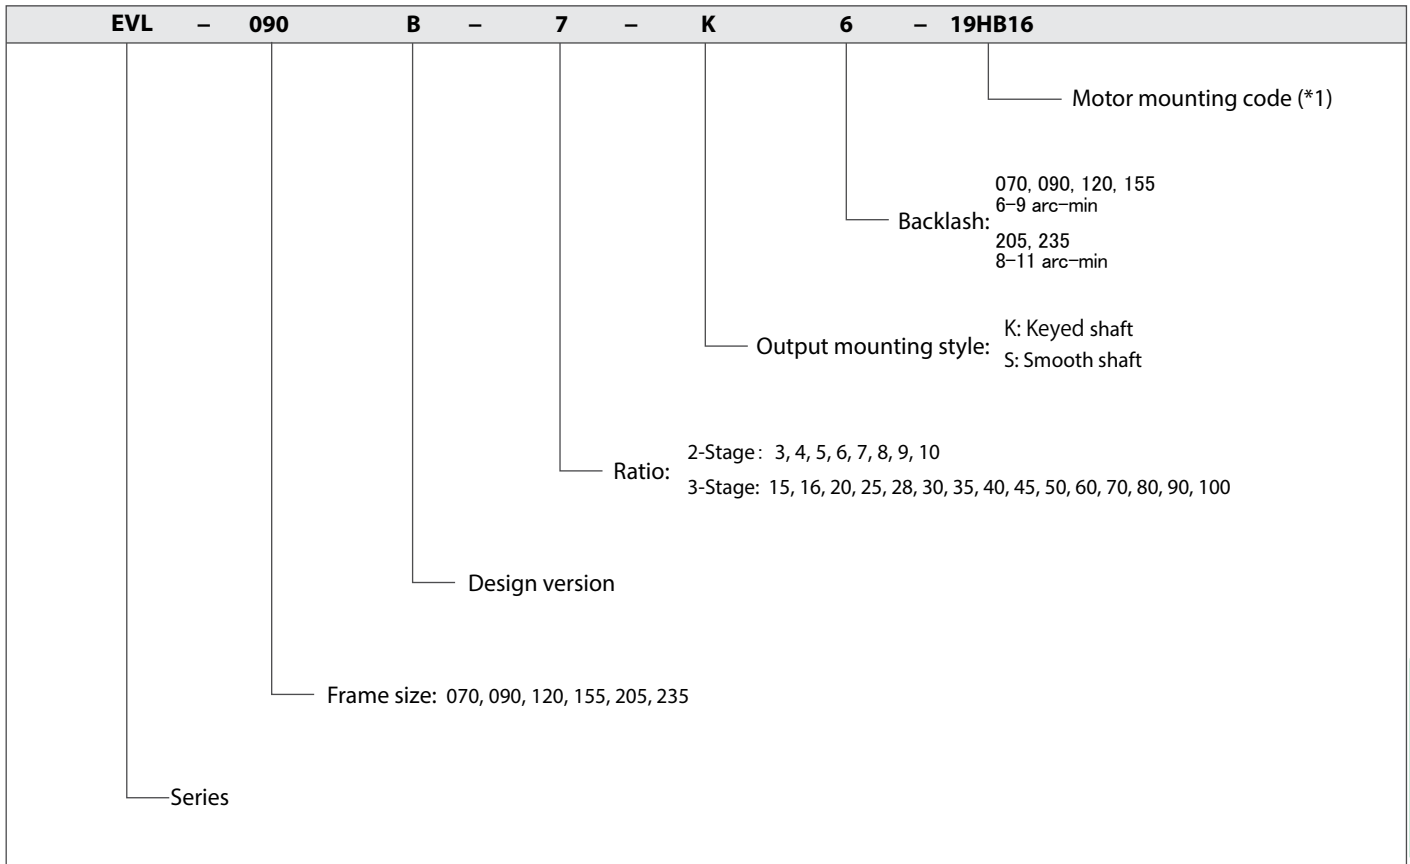 EVL – 090 B – 7 – K 6 – 19HB16
Motor mounting code (*1)
070, 090, 120, 155
6-9 arc-min
Backlash:
205, 235
8-11 arc-min
K: Keyed shaft
Output mounting style:
S: Smooth shaft
2-Stage: 3, 4, 5, 6, 7, 8, 9, 10
Ratio:
3-Stage: 15, 16, 20, 25, 28, 30, 35, 40, 45, 50, 60, 70, 80, 90, 100
Design version
Frame size: 070, 090, 120, 155, 205, 235
Series